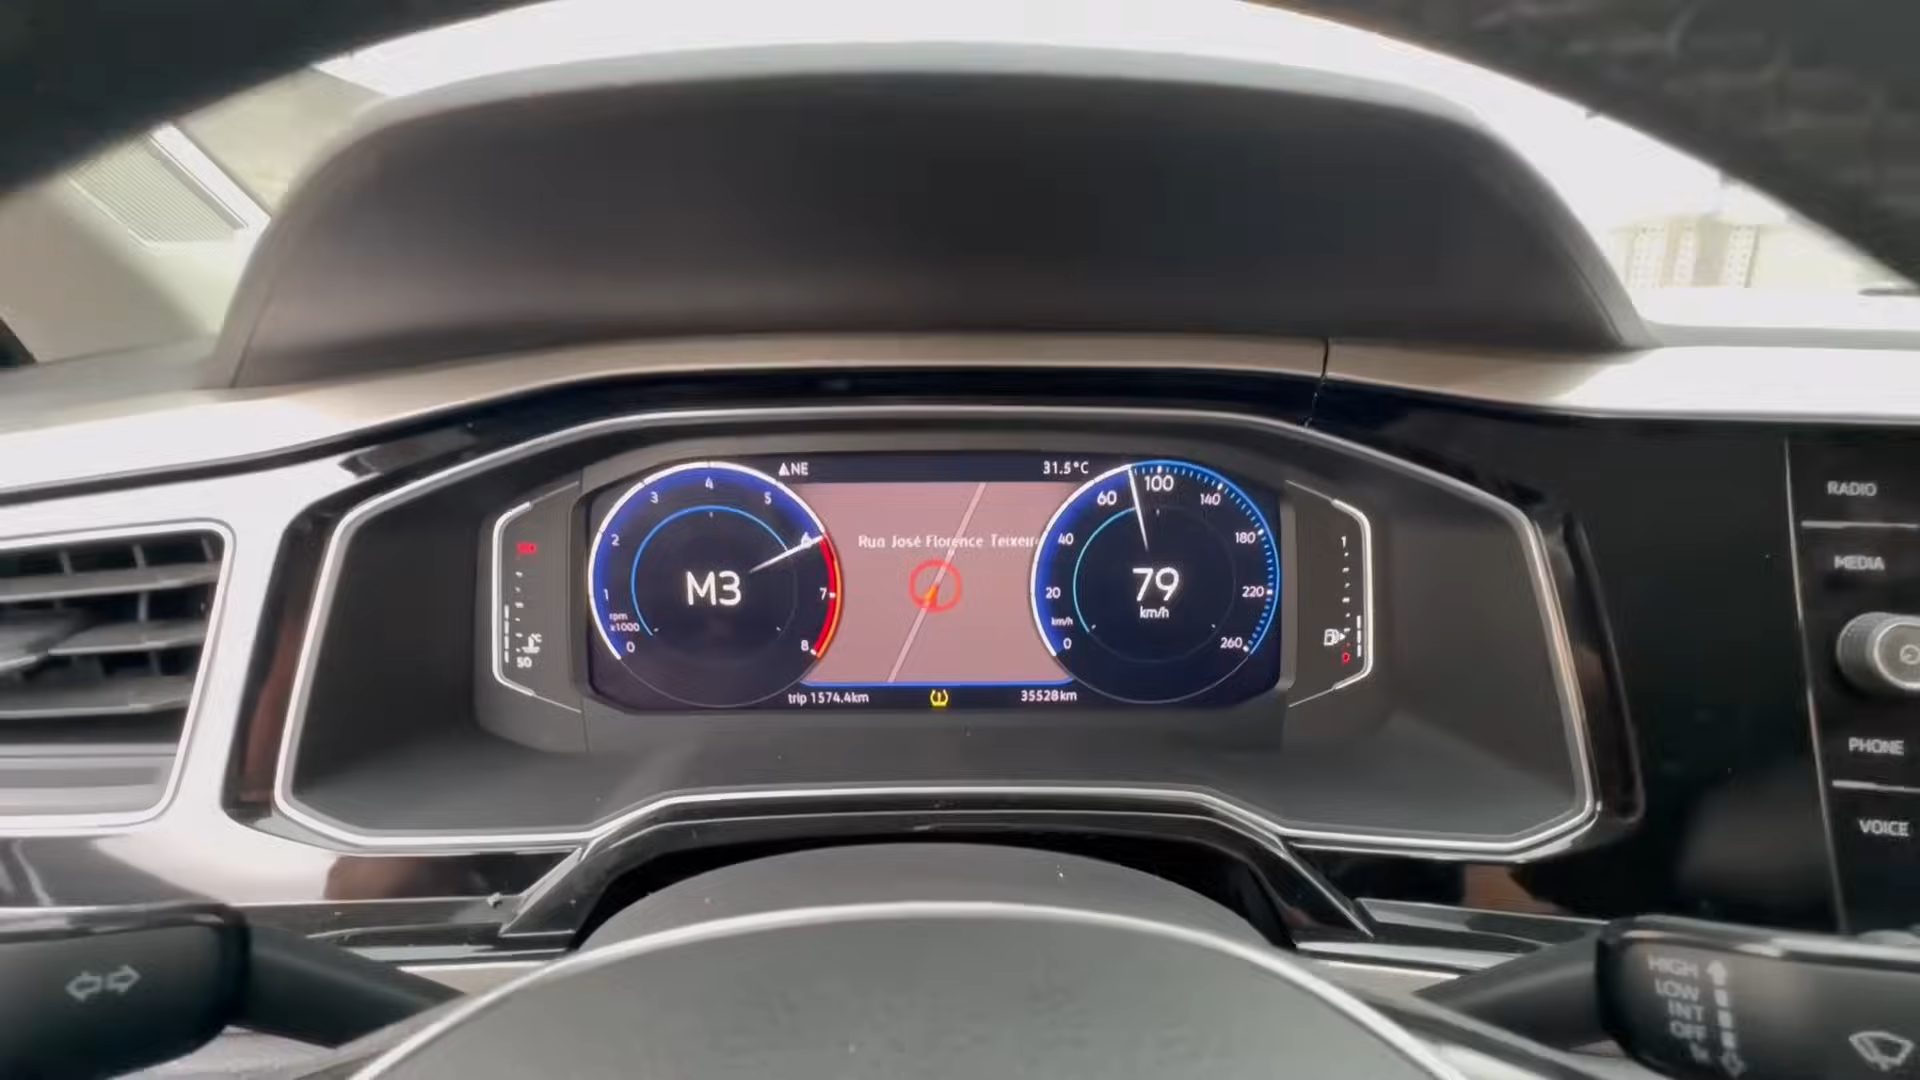 NE
31.5°C
1
2
3
4
5
6
7
8
0
rpm
x1000
M3
Rua José Florence Teixeira
0
20
40
60
100
140
180
220
260
km/h
79
km/h
°C
50
1
0
trip 1574.4km
35528km
RADIO
MEDIA
PHONE
VOICE
HIGH
LOW
INT
OFF
1x